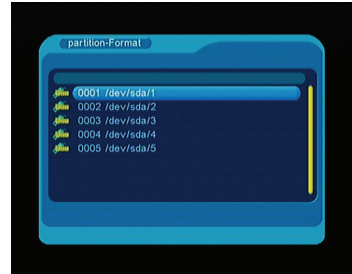 partition-Format
0001 /dev/sda/1
0002 /dev/sda/2
0003 /dev/sda/3
0004 /dev/sda/4
0005 /dev/sda/5